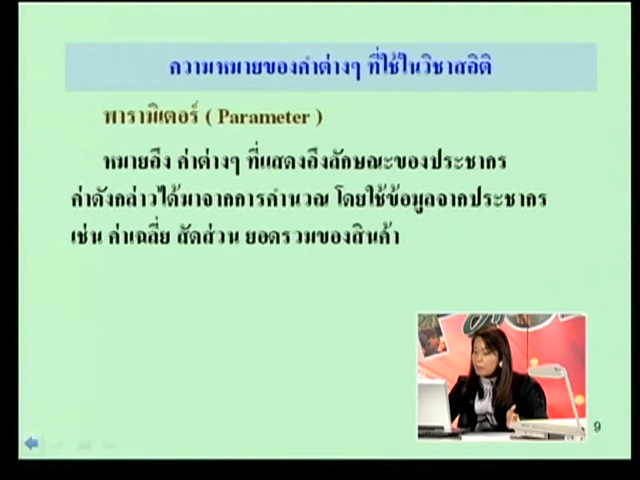 ความหมายของคำต่างๆ ที่ใช้ในวิชาสถิติ
พารามิเตอร์ ( Parameter )
หมายถึง ค่าต่างๆ ที่แสดงถึงลักษณะของประชากร
ค่าดังกล่าวได้มาจากการคำนวณ โดยใช้ข้อมูลจากประชากร
เช่น ค่าเฉลี่ย สัดส่วน ยอดรวมของสินค้า
9